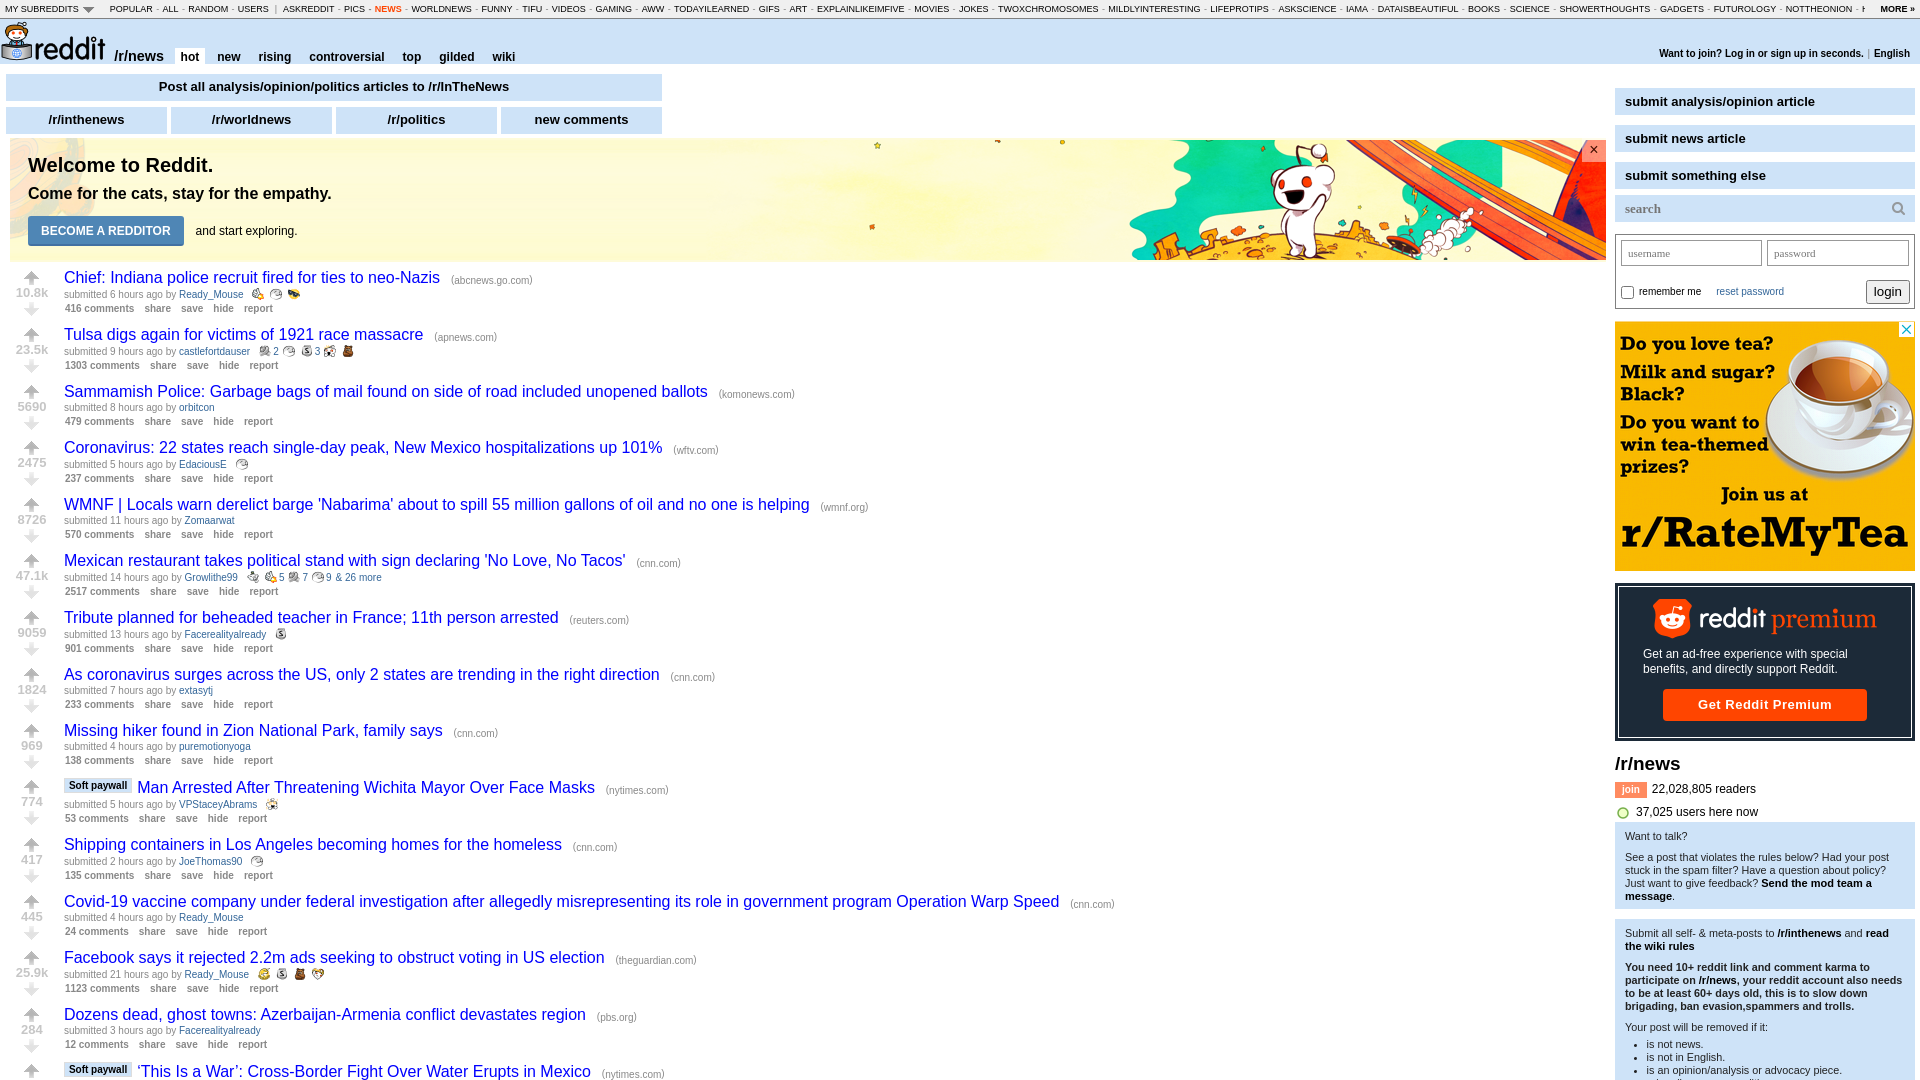 MY SUBREDDITS POPULAR - ALL - RANDOM - USERS | ASKREDDIT - PICS - NEWS - WORLDNEWS - FUNNY - TIFU - VIDEOS - GAMING - AWW - TODAYILEARNED - GIFS - ART - EXPLAINLIKEIMFIVE - MOVIES - JOKES - TWOXCHROMOSOMES - MILDLYINTERESTING - LIFEPROTIPS - ASKSCIENCE - IAMA - DATAISBEAUTIFUL - BOOKS - SCIENCE - SHOWERTHOUGHTS - GADGETS - FUTUROLOGY - NOTTHEONION - MORE »
reddit /r/news hot new rising controversial top gilded wiki
Want to join? Log in or sign up in seconds. | English
Post all analysis/opinion/politics articles to /r/InTheNews
/r/inthenews /r/worldnews /r/politics new comments
Welcome to Reddit.
Come for the cats, stay for the empathy.
BECOME A REDDITOR and start exploring.
×
Chief: Indiana police recruit fired for ties to neo-Nazis (abcnews.go.com)
10.8k
submitted 6 hours ago by Ready_Mouse
416 comments share save hide report
Tulsa digs again for victims of 1921 race massacre (apnews.com)
23.5k
submitted 9 hours ago by castlefortdauser 2 3
1303 comments share save hide report
Sammamish Police: Garbage bags of mail found on side of road included unopened ballots (komonews.com)
5690
submitted 8 hours ago by orbitcon
479 comments share save hide report
Coronavirus: 22 states reach single-day peak, New Mexico hospitalizations up 101% (wftv.com)
2475
submitted 5 hours ago by EdaciousE
237 comments share save hide report
WMNF | Locals warn derelict barge 'Nabarima' about to spill 55 million gallons of oil and no one is helping (wmnf.org)
8726
submitted 11 hours ago by Zomaarwat
570 comments share save hide report
Mexican restaurant takes political stand with sign declaring 'No Love, No Tacos' (cnn.com)
47.1k
submitted 14 hours ago by Growlithe99 5 7 9 & 26 more
2517 comments share save hide report
Tribute planned for beheaded teacher in France; 11th person arrested (reuters.com)
9059
submitted 13 hours ago by Facerealityalready
901 comments share save hide report
As coronavirus surges across the US, only 2 states are trending in the right direction (cnn.com)
1824
submitted 7 hours ago by extasytj
233 comments share save hide report
Missing hiker found in Zion National Park, family says (cnn.com)
969
submitted 4 hours ago by puremotionyoga
138 comments share save hide report
Soft paywall Man Arrested After Threatening Wichita Mayor Over Face Masks (nytimes.com)
774
submitted 5 hours ago by VPStaceyAbrams
53 comments share save hide report
Shipping containers in Los Angeles becoming homes for the homeless (cnn.com)
417
submitted 2 hours ago by JoeThomas90
135 comments share save hide report
Covid-19 vaccine company under federal investigation after allegedly misrepresenting its role in government program Operation Warp Speed (cnn.com)
445
submitted 4 hours ago by Ready_Mouse
24 comments share save hide report
Facebook says it rejected 2.2m ads seeking to obstruct voting in US election (theguardian.com)
25.9k
submitted 21 hours ago by Ready_Mouse
1123 comments share save hide report
Dozens dead, ghost towns: Azerbaijan-Armenia conflict devastates region (pbs.org)
284
submitted 3 hours ago by Facerealityalready
12 comments share save hide report
Soft paywall ‘This Is a War’: Cross-Border Fight Over Water Erupts in Mexico (nytimes.com)
submit analysis/opinion article
submit news article
submit something else
search
username password
remember me reset password login
Do you love tea?
Milk and sugar?
Black?
Do you want to
win tea-themed
prizes?
Join us at
r/RateMyTea
reddit premium
Get an ad-free experience with special
benefits, and directly support Reddit.
Get Reddit Premium
/r/news
join 22,028,805 readers
37,025 users here now
Want to talk?
See a post that violates the rules below? Had your post
stuck in the spam filter? Have a question about policy?
Just want to give feedback? Send the mod team a
message.
Submit all self- & meta-posts to /r/inthenews and read
the wiki rules
You need 10+ reddit link and comment karma to
participate on /r/news, your reddit account also needs
to be at least 60+ days old, this is to slow down
brigading, ban evasion,spammers and trolls.
Your post will be removed if it:
• is not news.
• is not in English.
• is an opinion/analysis or advocacy piece.